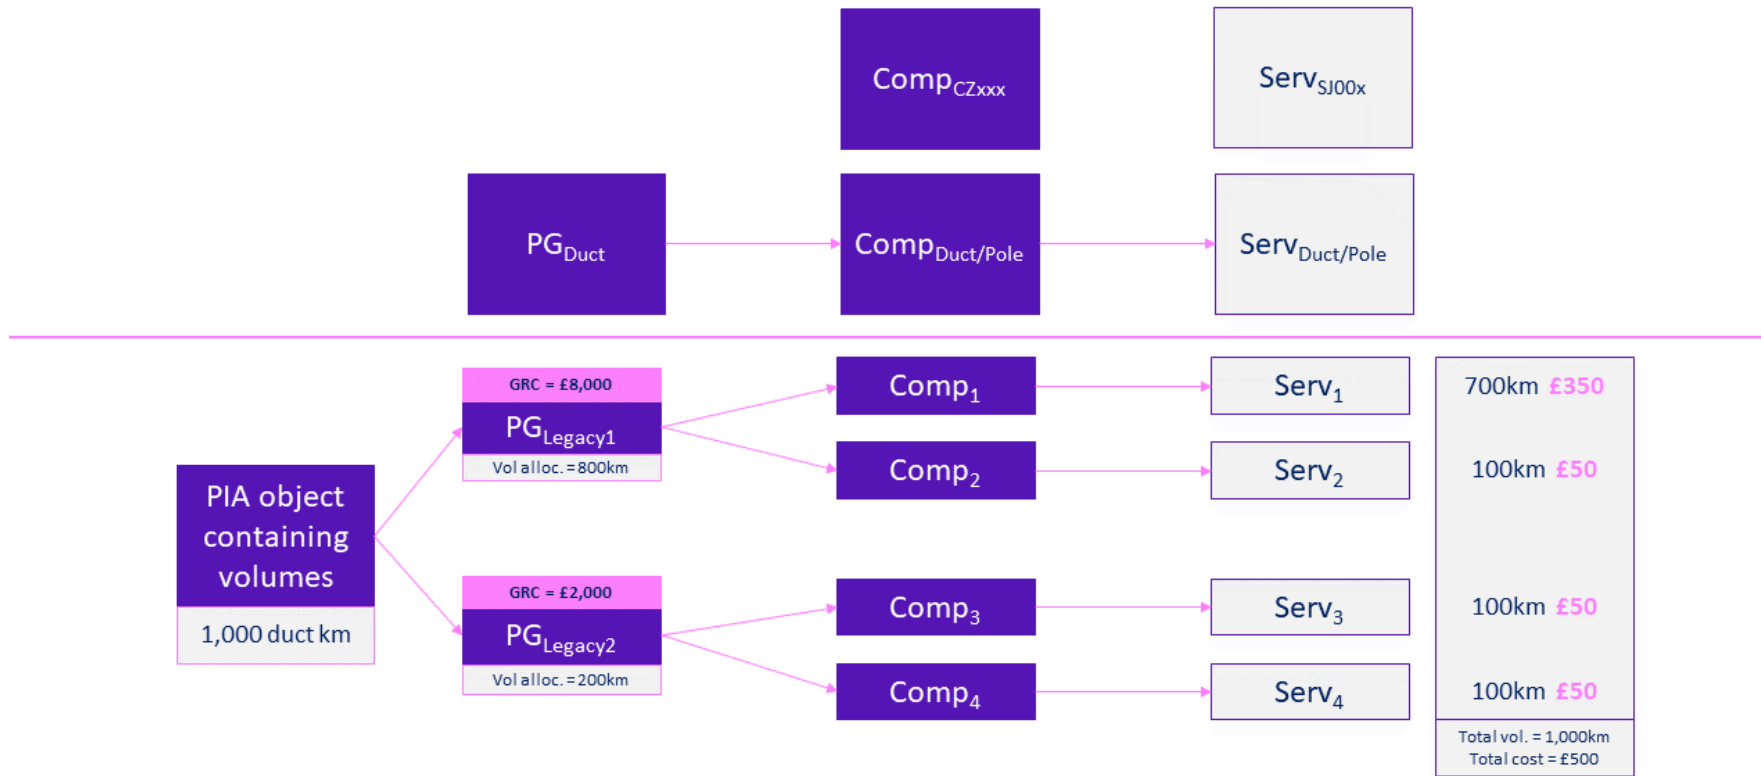 CompCZxxx
ServSJ00x
PGDuct
CompDuct/Pole
ServDuct/Pole
GRC = £8,000
PGLegacy1
Vol alloc. = 800km
Comp1
Serv1
700km £350
Comp2
Serv2
100km £50
PIA object
containing
volumes
1,000 duct km
GRC = £2,000
PGLegacy2
Vol alloc. = 200km
Comp3
Serv3
100km £50
Comp4
Serv4
100km £50
Total vol. = 1,000km
Total cost = £500